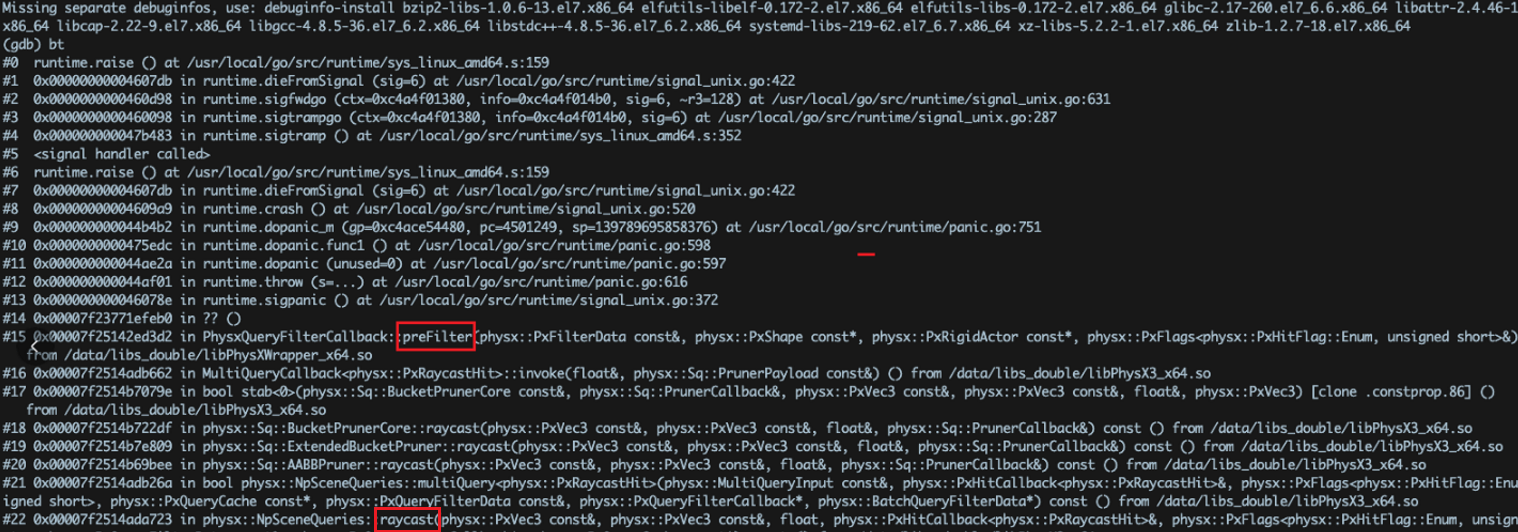 Missing separate debuginfos, use: debuginfo-install bzip2-libs-1.0.6-13.el7.x86_64 elfutils-libelf-0.172-2.el7.x86_64 elfutils-libs-0.172-2.el7.x86_64 glibc-2.17-260.el7_6.6.x86_64 libattr-2.4.46-1
x86_64 libcap-2.22-9.el7.x86_64 libgcc-4.8.5-36.el7_6.2.x86_64 libstdc++-4.8.5-36.el7_6.2.x86_64 systemd-libs-219-62.el7_6.7.x86_64 xz-libs-5.2.2-1.el7.x86_64 zlib-1.2.7-18.el7.x86_64
(gdb) bt
#0  runtime.raise () at /usr/local/go/src/runtime/sys_linux_amd64.s:159
#1  0x00000000004607db in runtime.dieFromSignal (sig=6) at /usr/local/go/src/runtime/signal_unix.go:422
#2  0x0000000000460d98 in runtime.sigfwdgo (ctx=0xc4a4f01380, info=0xc4a4f014b0, sig=6, ~r3=128) at /usr/local/go/src/runtime/signal_unix.go:631
#3  0x0000000000460098 in runtime.sigtrampgo (ctx=0xc4a4f01380, info=0xc4a4f014b0, sig=6) at /usr/local/go/src/runtime/signal_unix.go:287
#4  0x000000000047b483 in runtime.sigtramp () at /usr/local/go/src/runtime/sys_linux_amd64.s:352
#5  <signal handler called>
#6  runtime.raise () at /usr/local/go/src/runtime/sys_linux_amd64.s:159
#7  0x00000000004607db in runtime.dieFromSignal (sig=6) at /usr/local/go/src/runtime/signal_unix.go:422
#8  0x00000000004609a9 in runtime.crash () at /usr/local/go/src/runtime/signal_unix.go:520
#9  0x000000000044b4b2 in runtime.dopanic_m (gp=0xc4ace54480, pc=4501249, sp=139789695858376) at /usr/local/go/src/runtime/panic.go:751
#10 0x0000000000475edc in runtime.dopanic.func1 () at /usr/local/go/src/runtime/panic.go:598
#11 0x000000000044ae2a in runtime.dopanic (unused=0) at /usr/local/go/src/runtime/panic.go:597
#12 0x000000000044af01 in runtime.throw (s=...) at /usr/local/go/src/runtime/panic.go:616
#13 0x000000000046078e in runtime.sigpanic () at /usr/local/go/src/runtime/signal_unix.go:372
#14 0x00007f23771efeb0 in ?? ()
#15 0x00007f25142ed3d2 in PhysxQueryFilterCallback::preFilter(physx::PxFilterData const&, physx::PxShape const*, physx::PxRigidActor const*, physx::PxFlags<physx::PxHitFlag::Enum, unsigned short>&)
from /data/libs_double/libPhysXWrapper_x64.so
#16 0x00007f2514adb662 in MultiQueryCallback<physx::PxRaycastHit>::invoke(float&, physx::Sq::PrunerPayload const&) () from /data/libs_double/libPhysX3_x64.so
#17 0x00007f2514b7079e in bool stab<0>(physx::Sq::BucketPrunerCore const&, physx::Sq::PrunerCallback&, physx::PxVec3 const&, physx::PxVec3 const&, float&, physx::PxVec3) [clone .constprop.86] ()
from /data/libs_double/libPhysX3_x64.so
#18 0x00007f2514b722df in physx::Sq::BucketPrunerCore::raycast(physx::PxVec3 const&, physx::PxVec3 const&, float&, physx::Sq::PrunerCallback&) const () from /data/libs_double/libPhysX3_x64.so
#19 0x00007f2514b7e809 in physx::Sq::ExtendedBucketPruner::raycast(physx::PxVec3 const&, physx::PxVec3 const&, float&, physx::Sq::PrunerCallback&) const () from /data/libs_double/libPhysX3_x64.so
#20 0x00007f2514b69bee in physx::Sq::AABBPruner::raycast(physx::PxVec3 const&, physx::PxVec3 const&, float&, physx::Sq::PrunerCallback&) const () from /data/libs_double/libPhysX3_x64.so
#21 0x00007f2514adb26a in bool physx::NpSceneQueries::multiQuery<physx::PxRaycastHit>(physx::MultiQueryInput const&, physx::PxHitCallback<physx::PxRaycastHit>&, physx::PxFlags<physx::PxHitFlag::Enu
igned short>, physx::PxQueryCache const*, physx::PxQueryFilterData const&, physx::PxQueryFilterCallback*, physx::BatchQueryFilterData*) const () from /data/libs_double/libPhysX3_x64.so
#22 0x00007f2514ada732 in physx::NpSceneQueries::raycast(physx::PxVec3 const&, physx::PxVec3 const&, float, physx::PxHitCallback<physx::PxRaycastHit>&, physx::PxFlags<physx::PxHitFlag::Enum, unsign